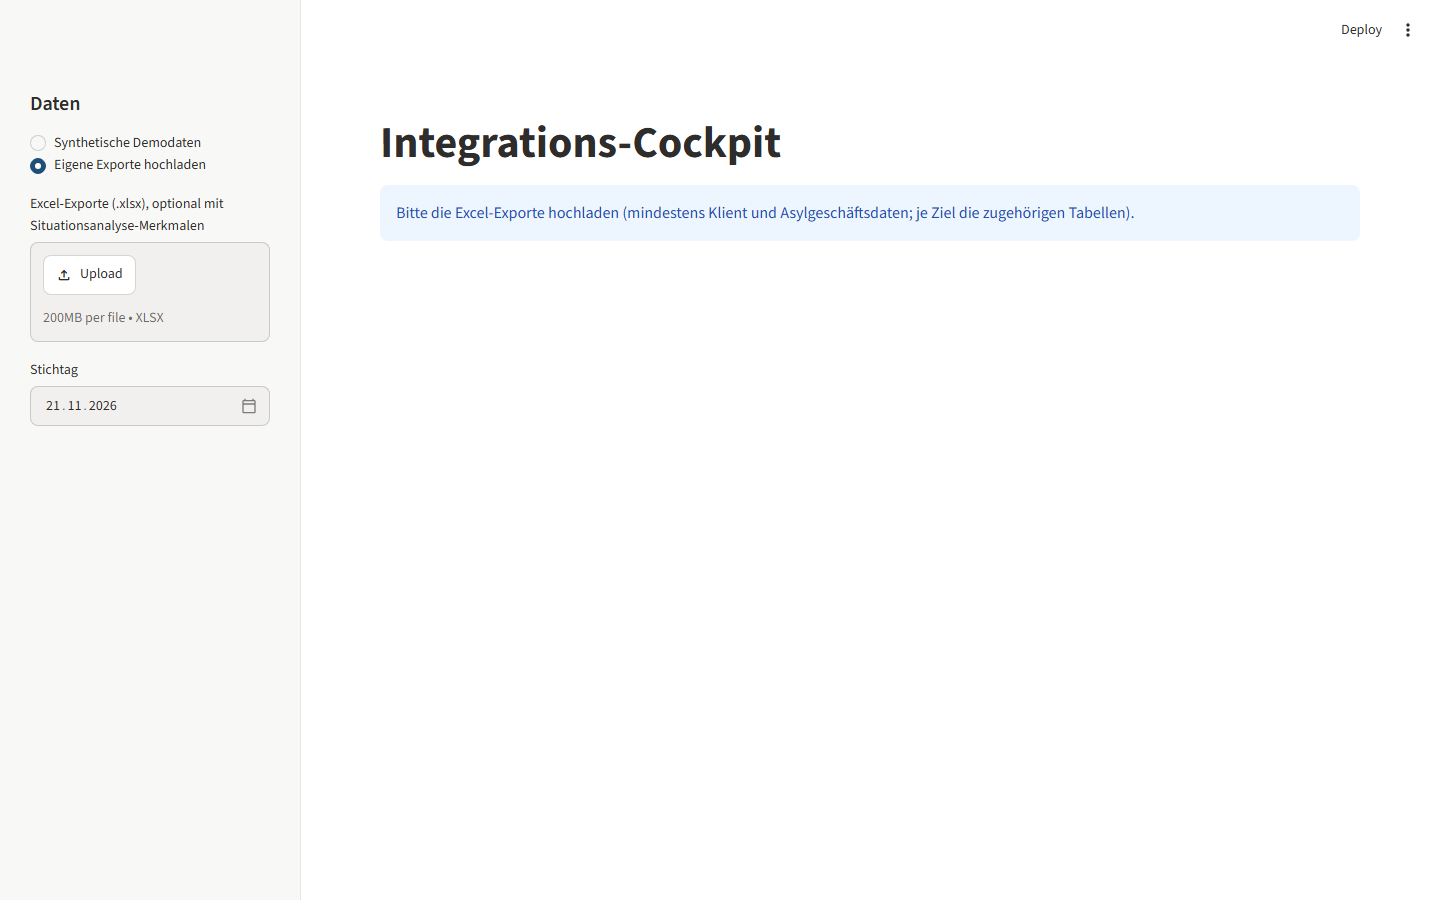 Deploy
Daten
Synthetische Demodaten
Eigene Exporte hochladen
Excel-Exporte (.xlsx), optional mit
Situationsanalyse-Merkmalen
Upload
200MB per file • XLSX
Stichtag
21.11.2026
Integrations-Cockpit
Bitte die Excel-Exporte hochladen (mindestens Klient und Asylgeschäftsdaten; je Ziel die zugehörigen Tabellen).